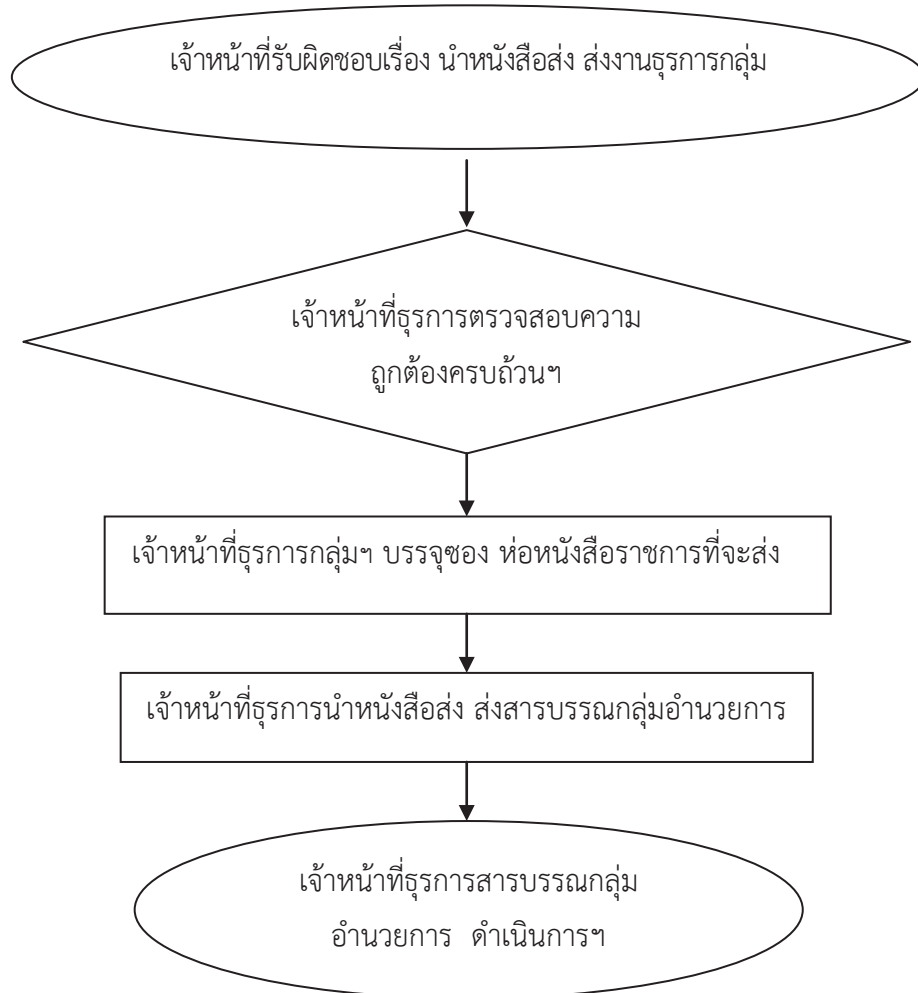 เจ้าหน้าที่รับผิดชอบเรื่อง นำหนังสือส่ง ส่งงานธุรการกลุ่ม
เจ้าหน้าที่ธุรการตรวจสอบความ
ถูกต้องครบถ้วนฯ
เจ้าหน้าที่ธุรการกลุ่มฯ บรรจุซอง ห่อหนังสือราชการที่จะส่ง
เจ้าหน้าที่ธุรการนำหนังสือส่ง ส่งสารบรรณกลุ่มอำนวยการ
เจ้าหน้าที่ธุรการสารบรรณกลุ่ม
อำนวยการ ดำเนินการฯ